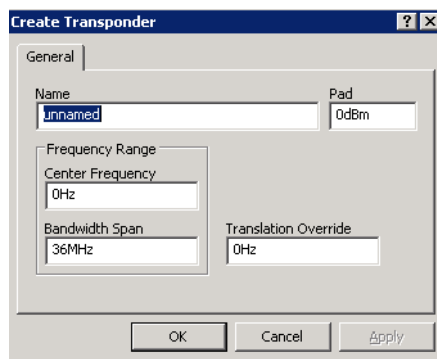 Create Transponder
General
Name
Pad
unnamed
0dBm
Frequency Range
Center Frequency
0Hz
Bandwidth Span
Translation Override
36MHz
0Hz
OK
Cancel
Apply